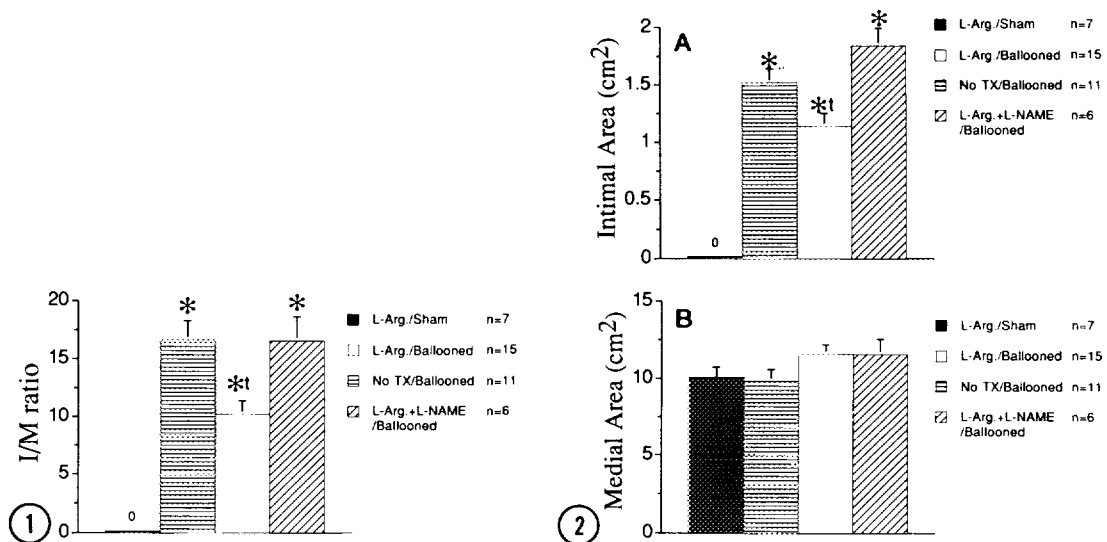 20
15
10
5
0
I/M ratio
0
*
*t
*
L-Arg./Sham n=7
L-Arg./Ballooned n=15
No TX/Ballooned n=11
L-Arg.+L-NAME n=6
/Ballooned
1
A
2
1.5
1
0.5
0
Intimal Area (cm2)
0
*
*t
*
L-Arg./Sham n=7
L-Arg./Ballooned n=15
No TX/Ballooned n=11
L-Arg.+L-NAME n=6
/Ballooned
B
15
10
5
0
Medial Area (cm2)
L-Arg./Sham n=7
L-Arg./Ballooned n=15
No TX/Ballooned n=11
L-Arg.+L-NAME n=6
/Ballooned
2